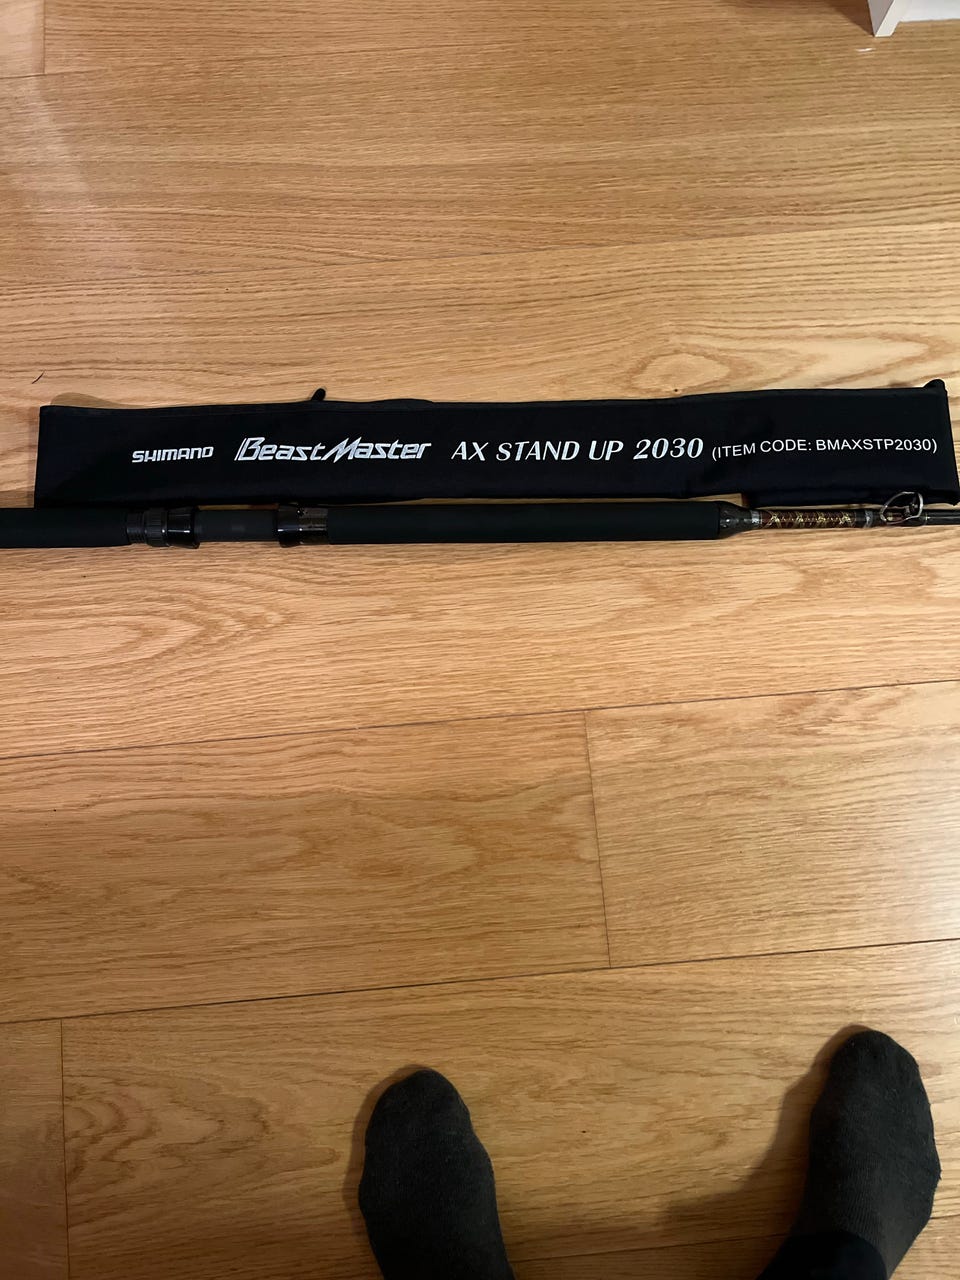 SHIMANO BeastMaster AX STAND UP 2030 (ITEM CODE: BMAXSTP2030)